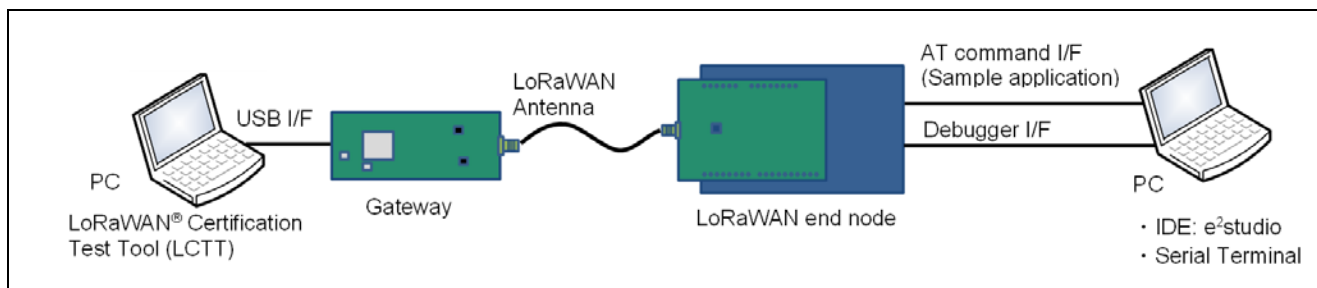 USB I/F
PC
LoRaWAN® Certification
Test Tool (LCTT)
Gateway
LoRaWAN
Antenna
LoRaWAN end node
AT command I/F
(Sample application)
Debugger I/F
PC
・IDE: e²studio
・Serial Terminal